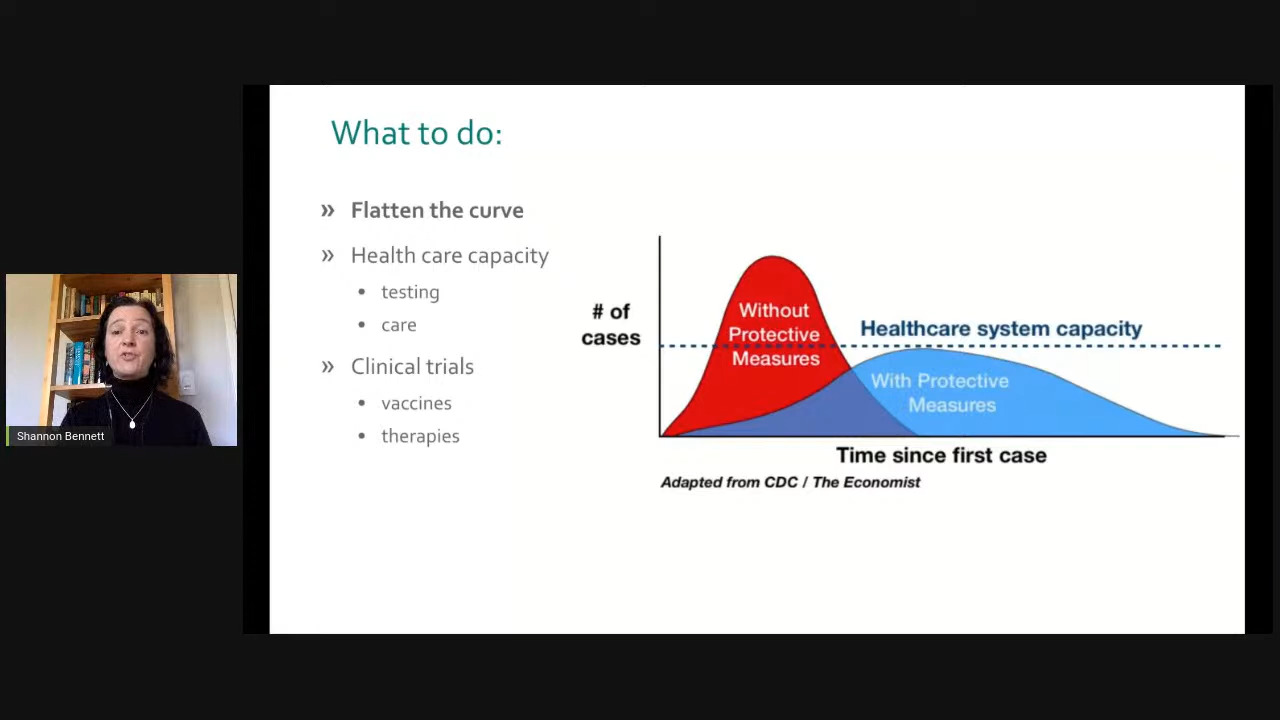 What to do:
» Flatten the curve
» Health care capacity
• testing
• care
» Clinical trials
• vaccines
• therapies
# of
cases
Without
Protective
Measures
Healthcare system capacity
With Protective
Measures
Time since first case
Adapted from CDC / The Economist
Shannon Bennett